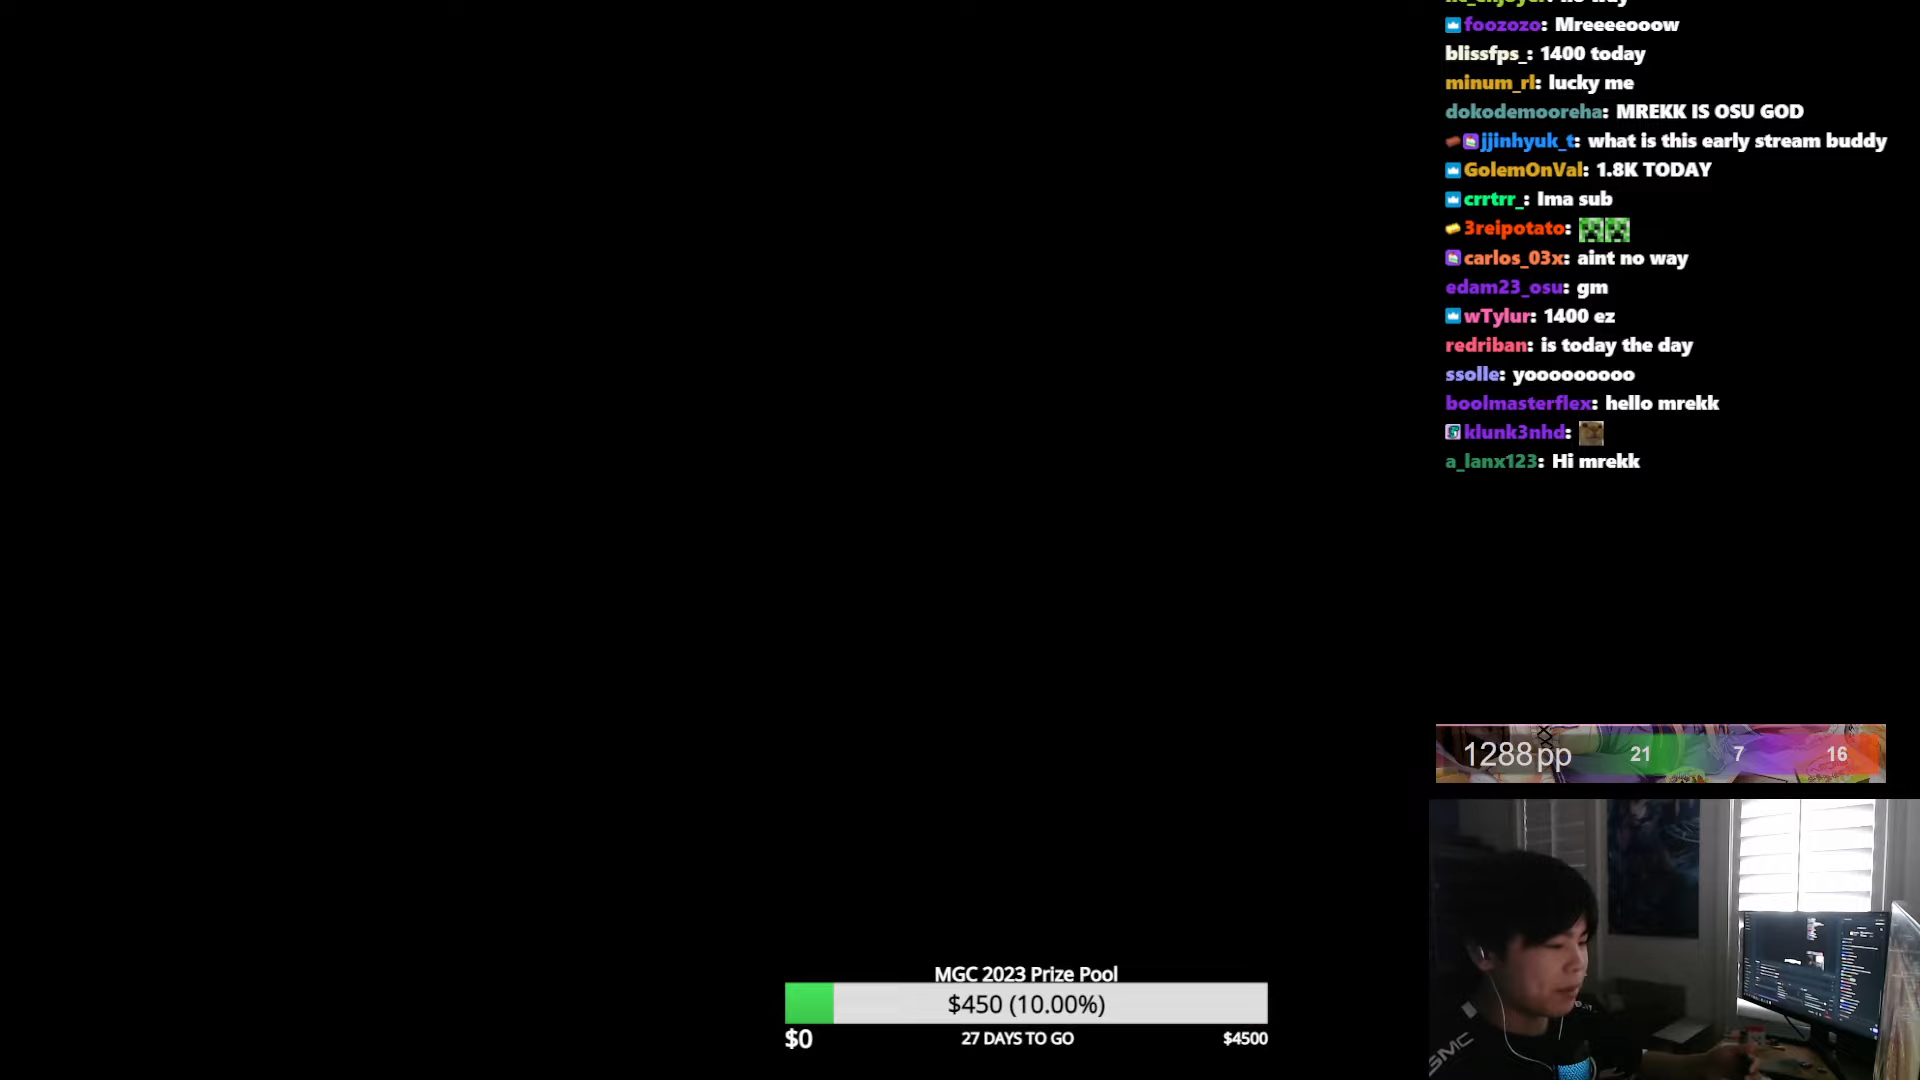 foozozo: Mreeeeooow
blissfps_: 1400 today
minum_rl: lucky me
dokodemooreha: MREKK IS OSU GOD
jjinhyuk_t: what is this early stream buddy
GolemOnVal: 1.8K TODAY
crrtrr_: Ima sub
3reipotato:
carlos_03x: aint no way
edam23_osu: gm
wTylur: 1400 ez
redriban: is today the day
ssolle: yooooooooo
boolmasterflex: hello mrekk
klunk3nhd:
a_lanx123: Hi mrekk
1288pp 21 7 16
MGC 2023 Prize Pool
$450 (10.00%)
$0 27 DAYS TO GO $4500
GMC